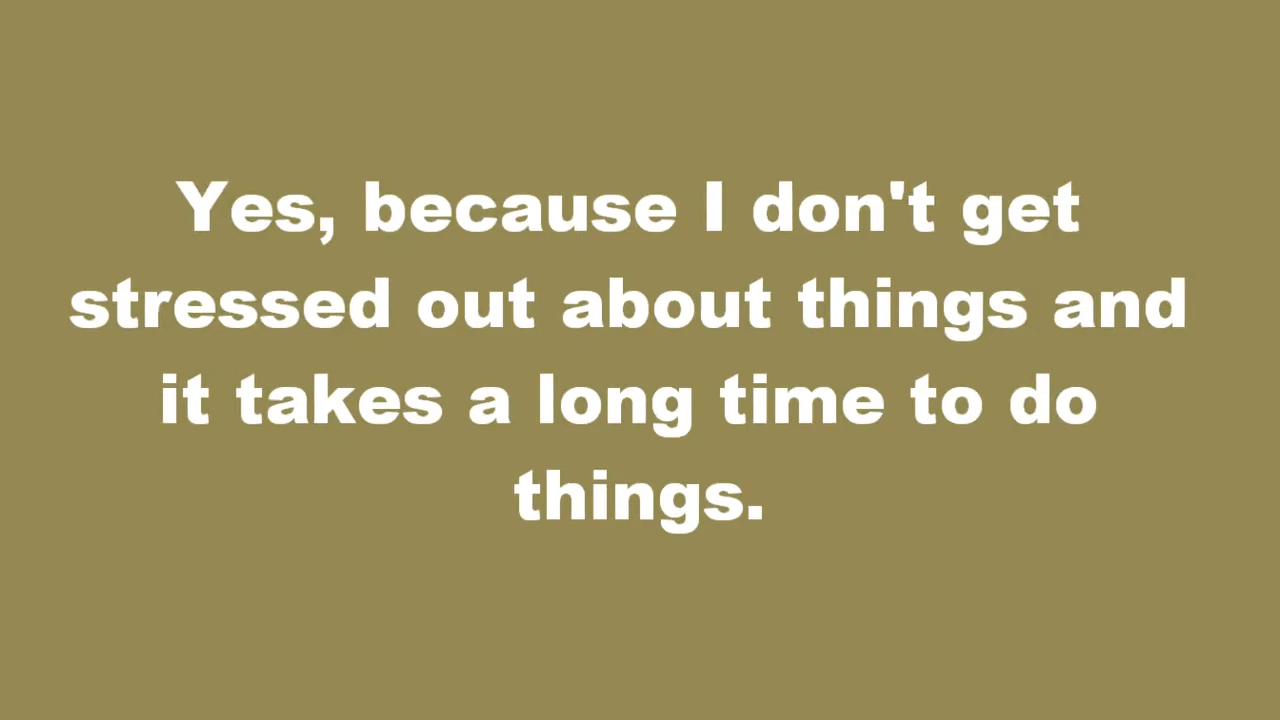 Yes, because I don't get
stressed out about things and
it takes a long time to do
things.